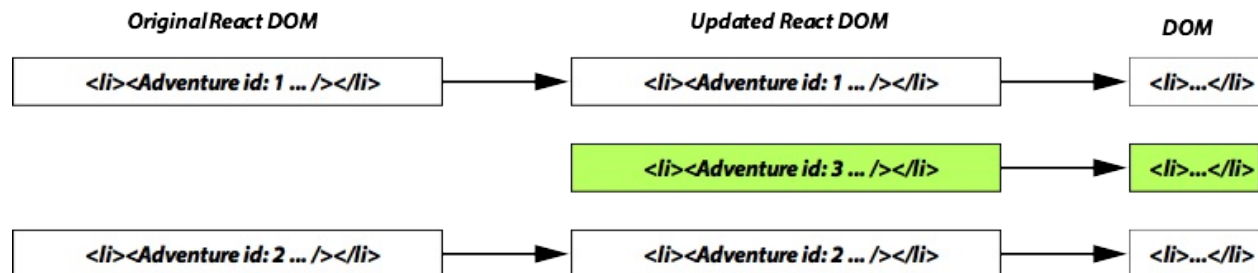 Original React DOM
Updated React DOM
DOM
<li><Adventure id: 1 ... /></li>
<li><Adventure id: 1 ... /></li>
<li>...</li>
<li><Adventure id: 3 ... /></li>
<li>...</li>
<li><Adventure id: 2 ... /></li>
<li><Adventure id: 2 ... /></li>
<li>...</li>